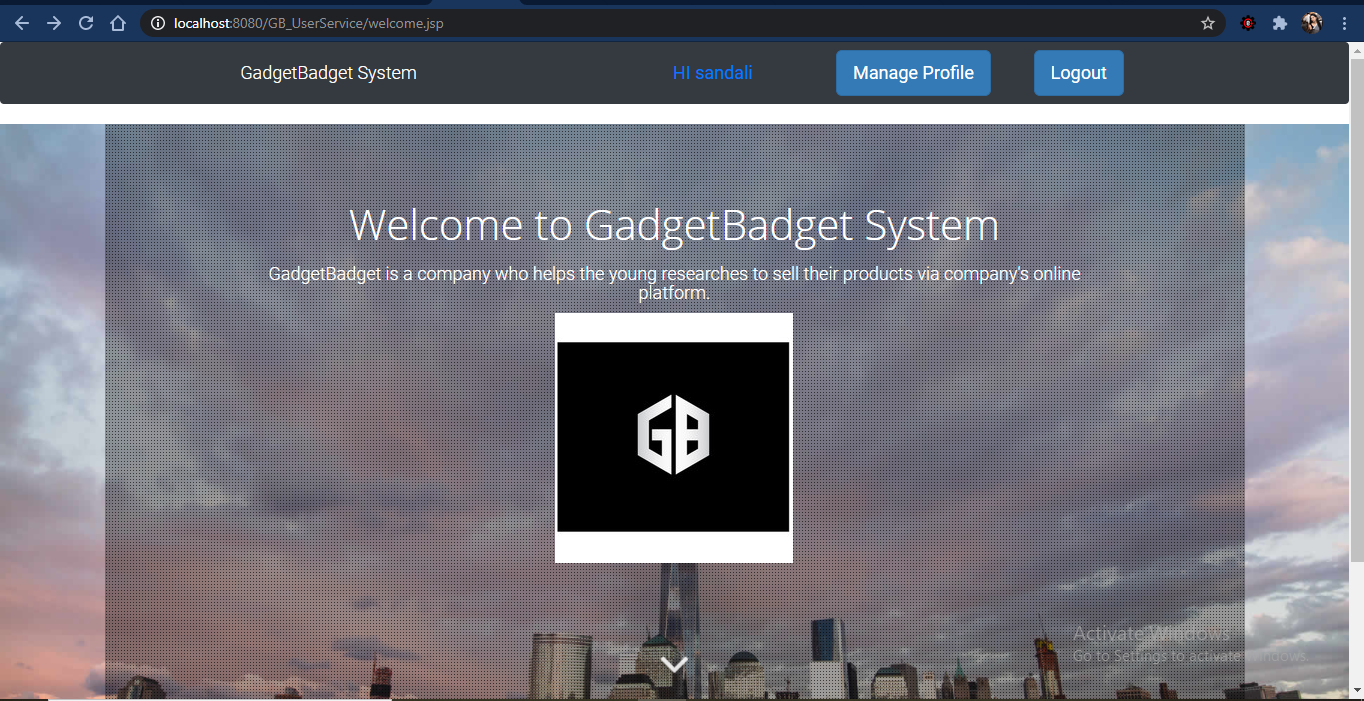 localhost:8080/GB_UserService/welcome.jsp
GadgetBadget System
HI sandali
Manage Profile
Logout
Welcome to GadgetBadget System
GadgetBadget is a company who helps the young researches to sell their products via company's online
platform.
GB
Activate Windows
Go to Settings to activate Windows.